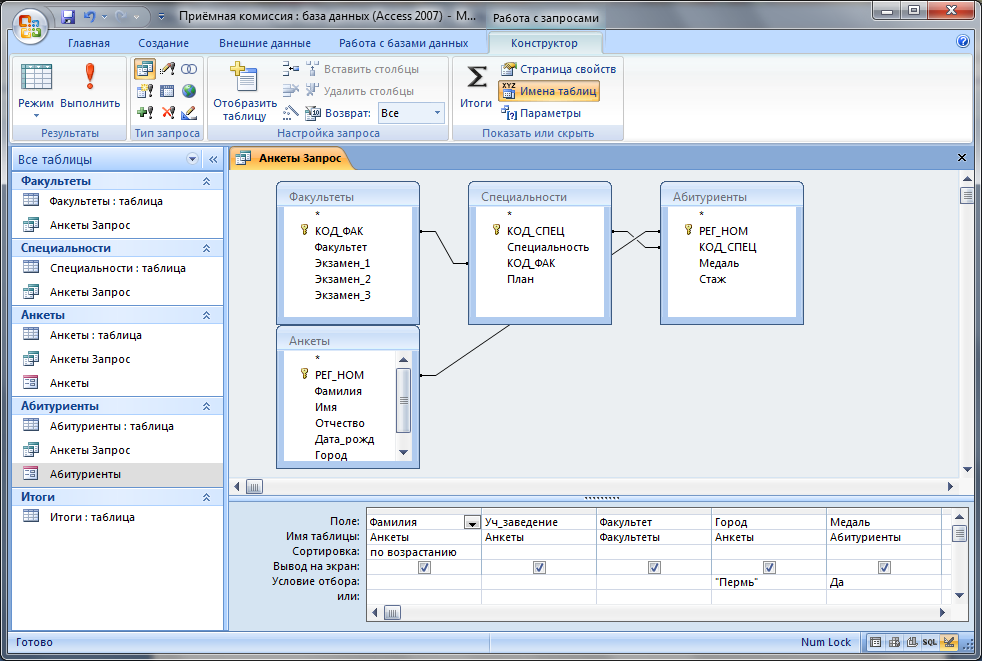 Приёмная комиссия : база данных (Access 2007) - M...
Работа с запросами
Главная
Создание
Внешние данные
Работа с базами данных
Конструктор
Режим
Выполнить
Результаты
Тип запроса
Отобразить таблицу
Вставить столбцы
Удалить столбцы
Возврат: Все
Настройка запроса
Итоги
Страница свойств
Имена таблиц
Параметры
Показать или скрыть
Все таблицы
Факультеты
Факультеты : таблица
Анкеты Запрос
Специальности
Специальности : таблица
Анкеты Запрос
Анкеты
Анкеты : таблица
Анкеты Запрос
Анкеты
Абитуриенты
Абитуриенты : таблица
Анкеты Запрос
Абитуриенты
Итоги
Итоги : таблица
Анкеты Запрос
Факультеты
*
КОД_ФАК
Факультет
Экзамен_1
Экзамен_2
Экзамен_3
Специальности
*
КОД_СПЕЦ
Специальность
КОД_ФАК
План
Абитуриенты
*
РЕГ_НОМ
КОД_СПЕЦ
Медаль
Стаж
Анкеты
*
РЕГ_НОМ
Фамилия
Имя
Отчество
Дата_рожд
Город
Поле: Фамилия Уч_заведение Факультет Город Медаль
Имя таблицы: Анкеты Анкеты Факультеты Анкеты Абитуриенты
Сортировка: по возрастанию
Вывод на экран:
Условие отбора: "Пермь" Да
или:
Готово
Num Lock
SQL